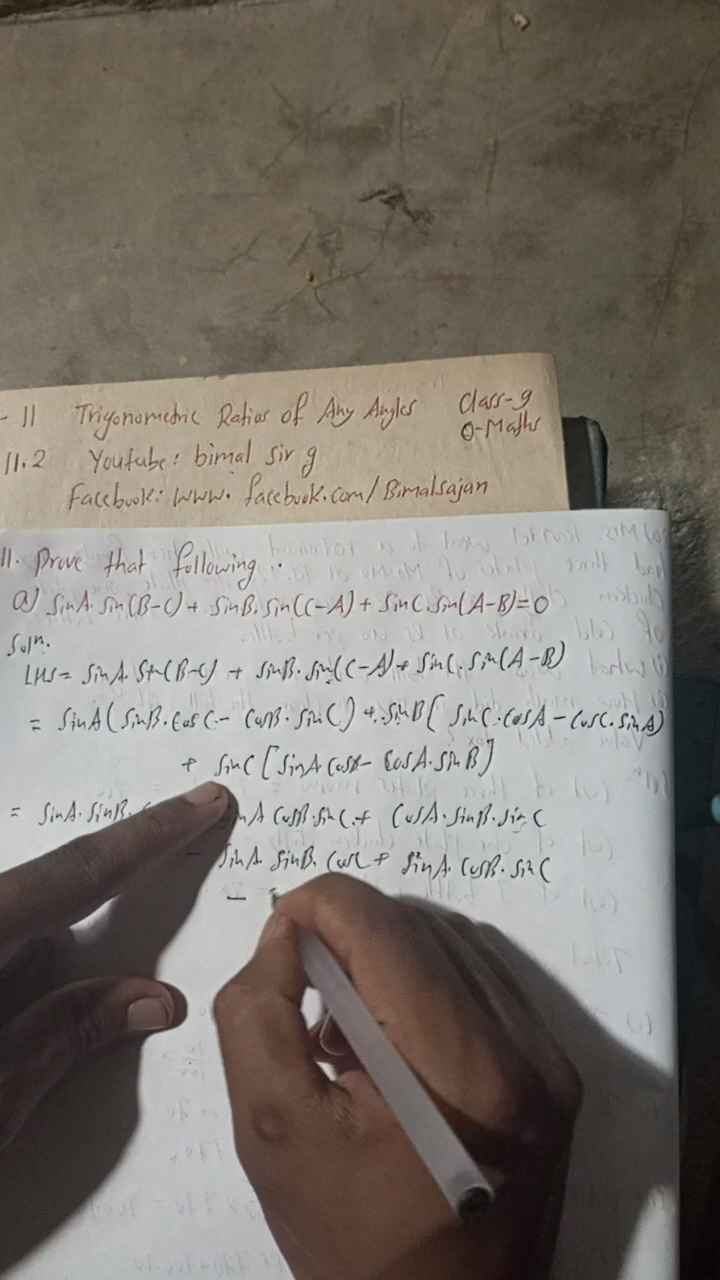 - 11 Trigonometric Ratios of Any Angles Class-9
O-Maths
11.2 Youtube: bimal sir g
Facebook: www. facebook.com/Bimalsajan
11. Prove that following:
a) SinA. Sin(B-C) + SinB. Sin(C-A) + SinC. Sin(A-B)=0
Soln.
LHS = SinA. Sin(B-C) + SinB. Sin(C-A) + SinC. Sin(A-B)
= SinA(SinB. CosC - CosB. SinC) + SinB[ SinC. CosA - CosC. SinA)
+ SinC [SinA CosB - CosA. SinB]
= SinA. SinB. CosB. SinC + CosA. SinB. SinC
- SinA. SinB. CosC + SinA. CosB. SinC
-